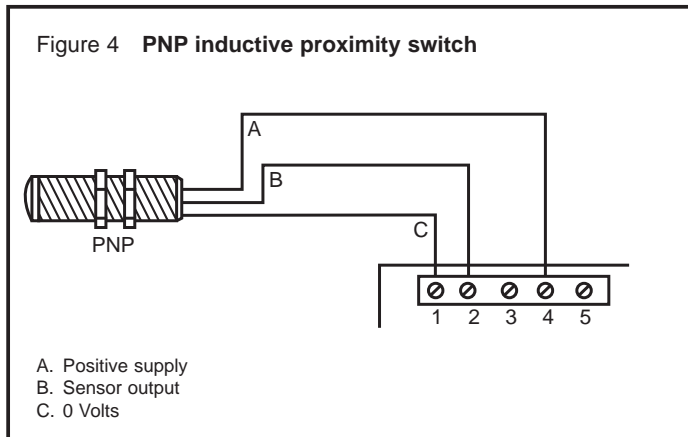 Figure 4 PNP inductive proximity switch
A
B
C
PNP
1 2 3 4 5
A. Positive supply
B. Sensor output
C. 0 Volts